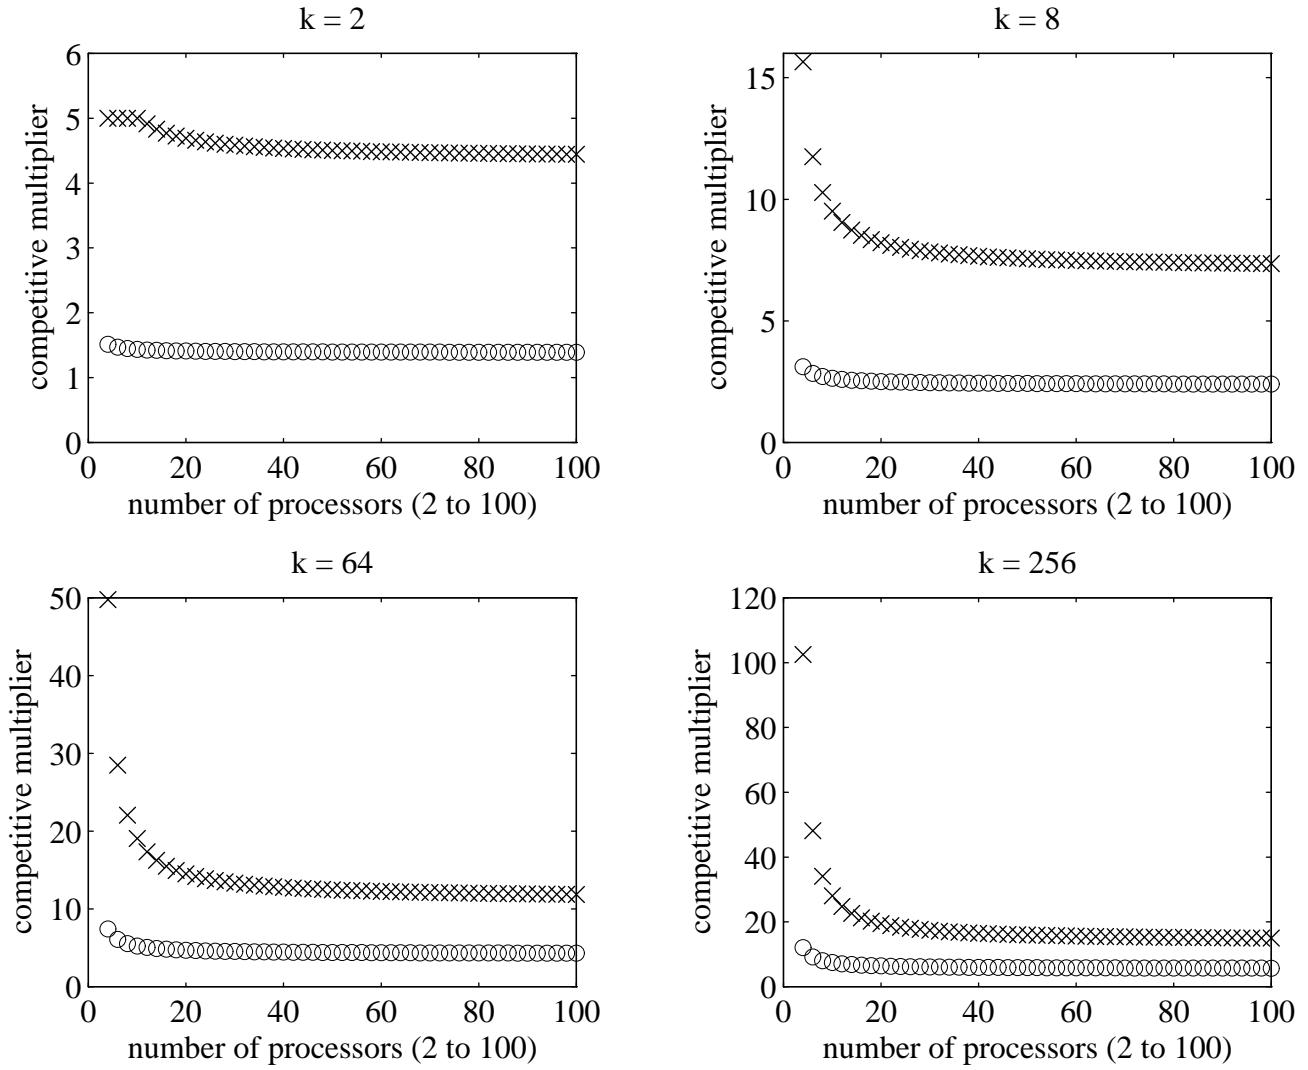 k = 2
6
5
4
3
2
1
0
competitive multiplier
0 20 40 60 80 100
number of processors (2 to 100)
k = 8
15
10
5
0
competitive multiplier
0 20 40 60 80 100
number of processors (2 to 100)
k = 64
50
40
30
20
10
0
competitive multiplier
0 20 40 60 80 100
number of processors (2 to 100)
k = 256
120
100
80
60
40
20
0
competitive multiplier
0 20 40 60 80 100
number of processors (2 to 100)